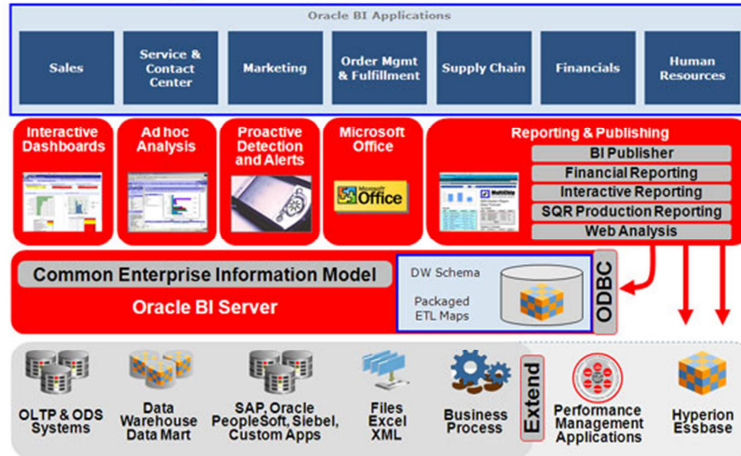 Oracle BI Applications
Sales
Service &
Contact
Center
Marketing
Order Mgmt
& Fulfillment
Supply Chain
Financials
Human
Resources
Interactive
Dashboards
Ad hoc
Analysis
Proactive
Detection
and Alerts
Microsoft
Office
Microsoft
Office
Reporting & Publishing
BI Publisher
Financial Reporting
Interactive Reporting
SQR Production Reporting
Web Analysis
Common Enterprise Information Model
Oracle BI Server
DW Schema
Packaged
ETL Maps
ODBC
OLTP & ODS
Systems
Data
Warehouse
Data Mart
SAP, Oracle
PeopleSoft, Siebel,
Custom Apps
Files
Excel
XML
Business
Process
Extend
Performance
Management
Applications
Hyperion
Essbase